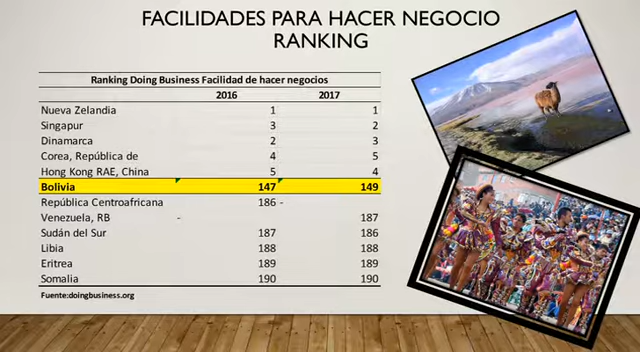 FACILIDADES PARA HACER NEGOCIO
RANKING
Ranking Doing Business Facilidad de hacer negocios
2016 2017
Nueva Zelandia 1 1
Singapur 3 2
Dinamarca 2 3
Corea, República de 4 5
Hong Kong RAE, China 5 4
Bolivia 147 149
República Centroafricana 186 -
Venezuela, RB - 187
Sudán del Sur 187 186
Libia 188 188
Eritrea 189 189
Somalia 190 190
Fuente:doingbusiness.org